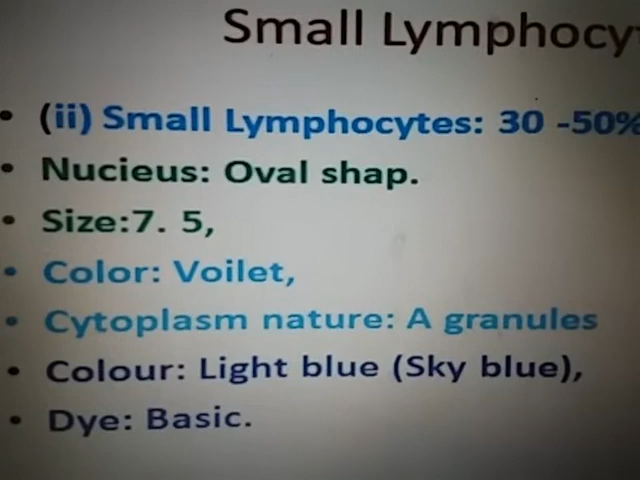 Small Lymphocy
(ii) Small Lymphocytes: 30 -50%
Nucieus: Oval shap.
Size:7. 5,
Color: Voilet,
Cytoplasm nature: A granules
Colour: Light blue (Sky blue),
Dye: Basic.